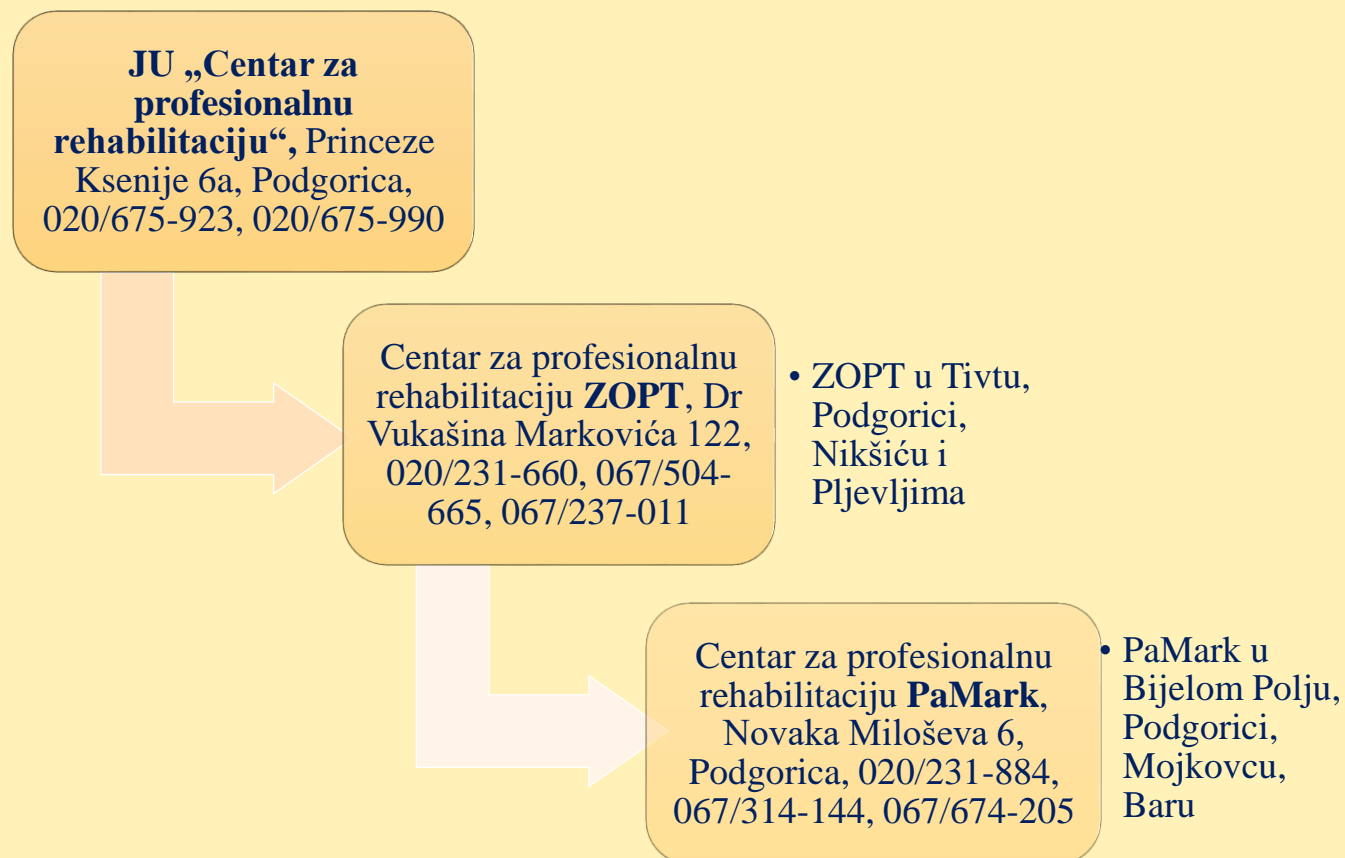 JU „Centar za
profesionalnu
rehabilitaciju“, Princeze
Ksenije 6a, Podgorica,
020/675-923, 020/675-990
Centar za profesionalnu
rehabilitaciju ZOPT, Dr
Vukašina Markovića 122,
020/231-660, 067/504-
665, 067/237-011
• ZOPT u Tivtu,
Podgorici,
Nikšiću i
Pljevljima
Centar za profesionalnu
rehabilitaciju PaMark,
Novaka Miloševa 6,
Podgorica, 020/231-884,
067/314-144, 067/674-205
• PaMark u
Bijelom Polju,
Podgorici,
Mojkovcu,
Baru